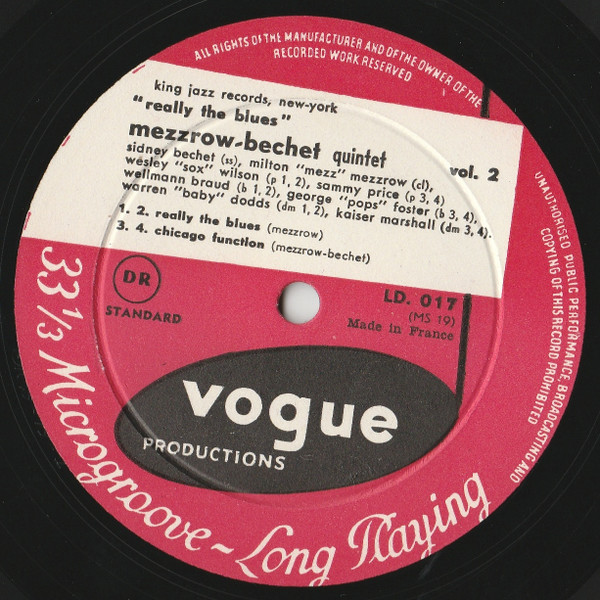 ALL RIGHTS OF THE MANUFACTURER AND OF THE OWNER OF THE
RECORDED WORK RESERVED
king jazz records, new-york
"really the blues"
mezzrow-bechet quintet vol. 2
sidney bechet (ss), milton "mezz" mezzrow (cl),
wesley "sox" wilson (p 1, 2), sammy price (p 3, 4)
wellmann braud (b 1, 2), george "pops" foster (b 3, 4),
warren "baby" dodds (dm 1, 2), kaiser marshall (dm 3, 4).
1. 2. really the blues (mezzrow)
3. 4. chicago function (mezzrow-bechet)
DR
STANDARD
LD. 017
(MS 19)
Made in France
vogue
PRODUCTIONS
UNAUTHORISED PUBLIC PERFORMANCE, BROADCASTING AND
COPYING OF THIS RECORD PROHIBITED
33 1/3 Microgroove - Long Playing